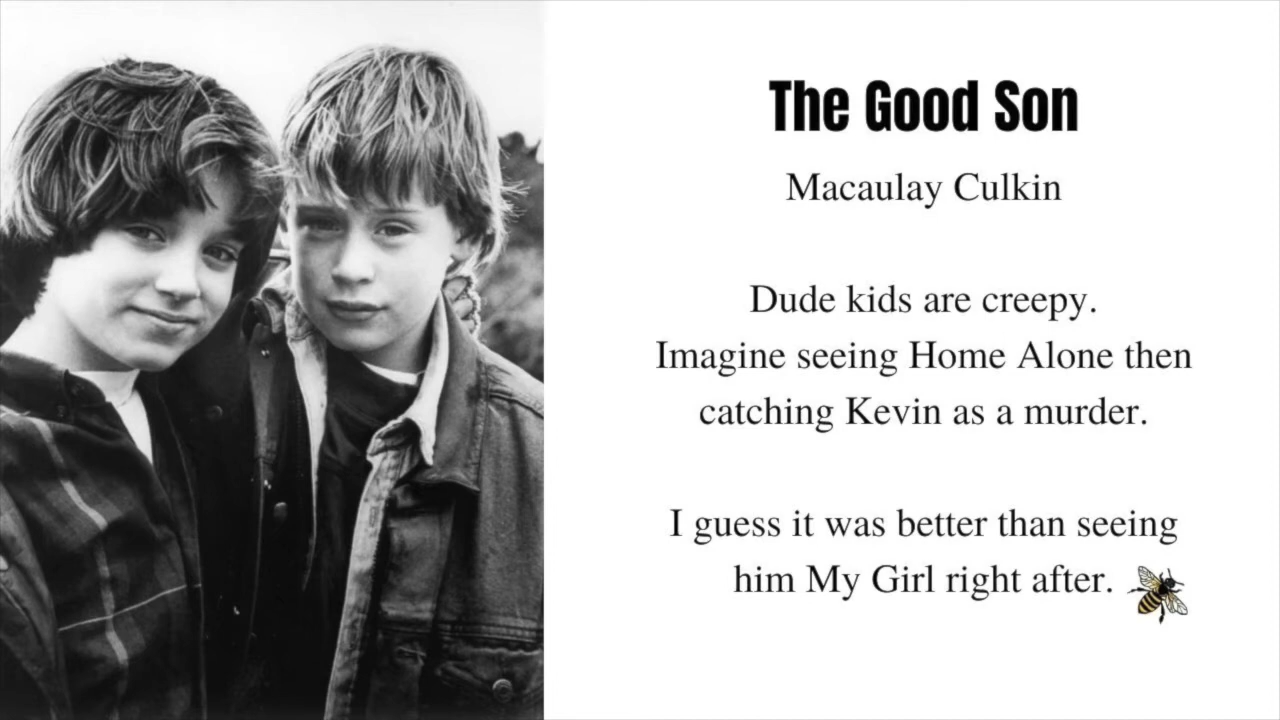 The Good Son
Macaulay Culkin
Dude kids are creepy.
Imagine seeing Home Alone then
catching Kevin as a murder.
I guess it was better than seeing
him My Girl right after.